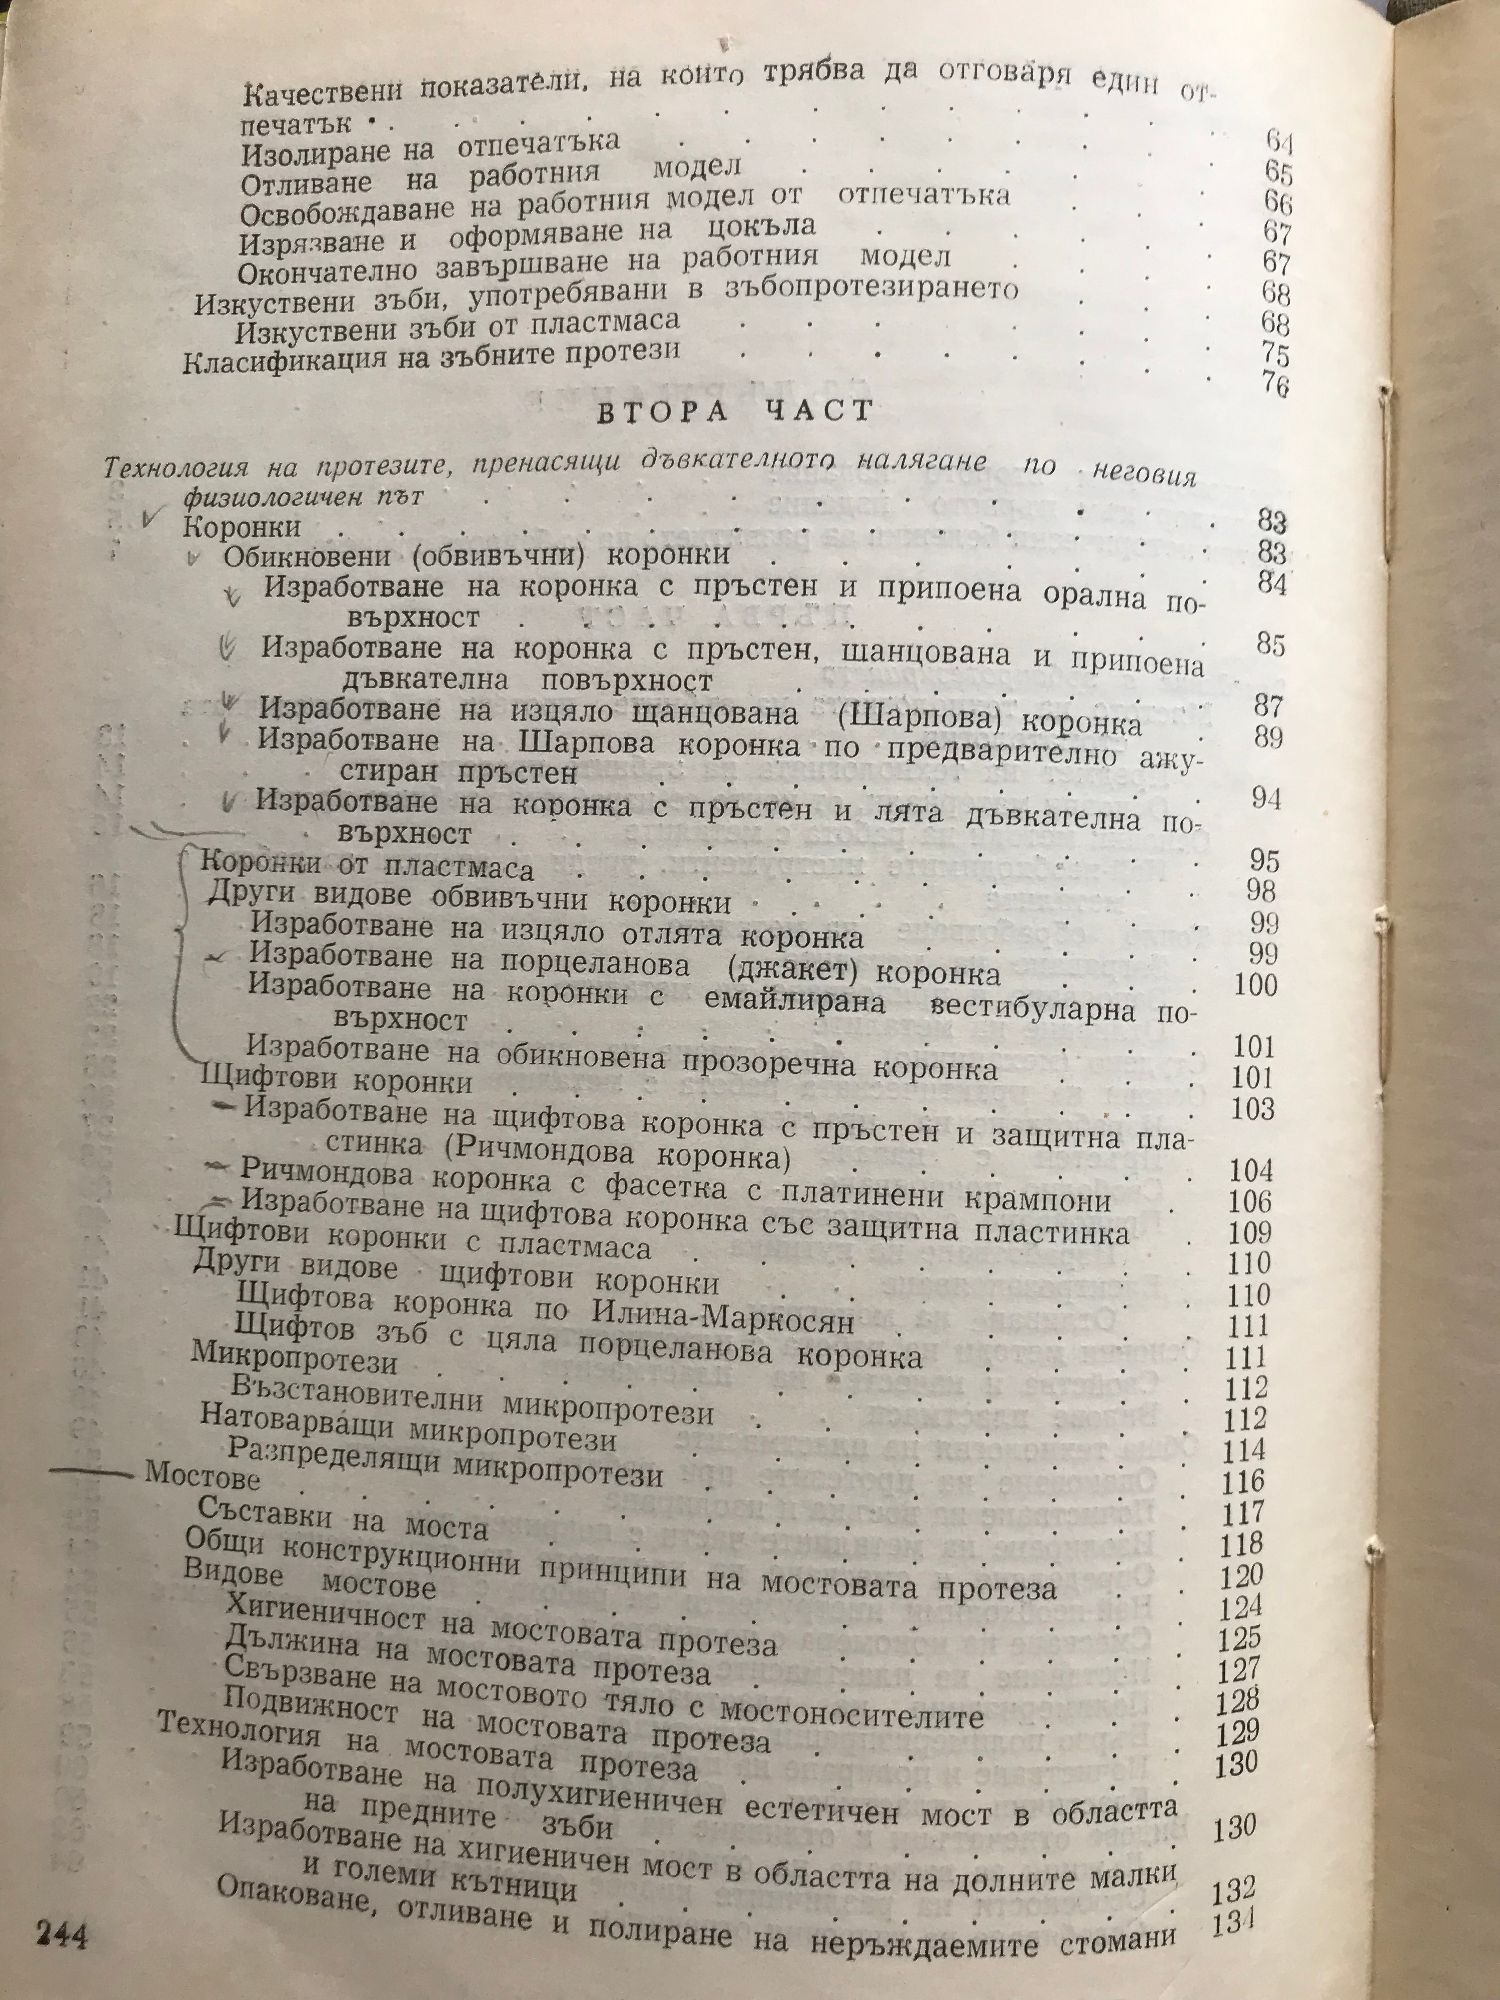 Качествени показатели, на които трябва да отговаря един от-
печатък . . . . . . . . . . 64
Изолиране на отпечатъка . . . . . . 65
Отливане на работния модел . . . . . 66
Освобождаване на работния модел от отпечатъка . . 67
Изрязване и оформяване на цокъла . . . . 67
Окончателно завършване на работния модел . . . 68
Изкуствени зъби, употребявани в зъбопротезирането . . 68
Изкуствени зъби от пластмаса . . . . . 75
Класификация на зъбните протези . . . . . 76
ВТОРА ЧАСТ
Технология на протезите, пренасящи дъвкателното налягане по неговия
физиологичен път . . . . . . . . . 83
Коронки . . . . . . . . . . . 83
Обикновени (обвивъчни) коронки . . . . . 84
Изработване на коронка с пръстен и припоена орална по-
върхност . . . . . . . . . 85
Изработване на коронка с пръстен, щанцована и припоена
дъвкателна повърхност . . . . . . 87
Изработване на изцяло щанцована (Шарпова) коронка . 89
Изработване на Шарпова коронка по предварително ажу-
стиран пръстен . . . . . . . 94
Изработване на коронка с пръстен и лята дъвкателна по-
върхност . . . . . . . . . 95
Коронки от пластмаса . . . . . . . 98
Други видове обвивъчни коронки . . . . . 99
Изработване на изцяло отлята коронка . . . . 99
Изработване на порцеланова (джакет) коронка . . . 100
Изработване на коронки с емайлирана вестибуларна по-
върхност . . . . . . . . . 101
Изработване на обикновена прозоречна коронка . . . 101
Щифтови коронки . . . . . . . . 103
Изработване на щифтова коронка с пръстен и защитна пла-
стинка (Ричмондова коронка) . . . . . 104
Ричмондова коронка с фасетка с платинени крампони . 106
Изработване на щифтова коронка със защитна пластинка . 109
Щифтови коронки с пластмаса . . . . . . 110
Други видове щифтови коронки . . . . . 110
Щифтова коронка по Илина-Маркосян . . . . 111
Щифтов зъб с цяла порцеланова коронка . . . . 111
Микропротези . . . . . . . . . 112
Възстановителни микропротези . . . . . . 112
Натоварващи микропротези . . . . . . 114
Разпределящи микропротези . . . . . . 116
Мостове . . . . . . . . . . 117
Съставки на моста . . . . . . . . 118
Общи конструкционни принципи на мостовата протеза . . 120
Видове мостове . . . . . . . . 124
Хигиеничност на мостовата протеза . . . . . 125
Дължина на мостовата протеза . . . . . . 127
Свързване на мостовото тяло с мостоносителите . . . 128
Подвижност на мостовата протеза . . . . . 129
Технология на мостовата протеза . . . . . . 130
Изработване на полухигиеничен естетичен мост в областта
на предните зъби . . . . . . . 130
Изработване на хигиеничен мост в областта на долните малки
и големи кътници . . . . . . . 132
Опаковане, отливане и полиране на неръждаемите стомани 134
244